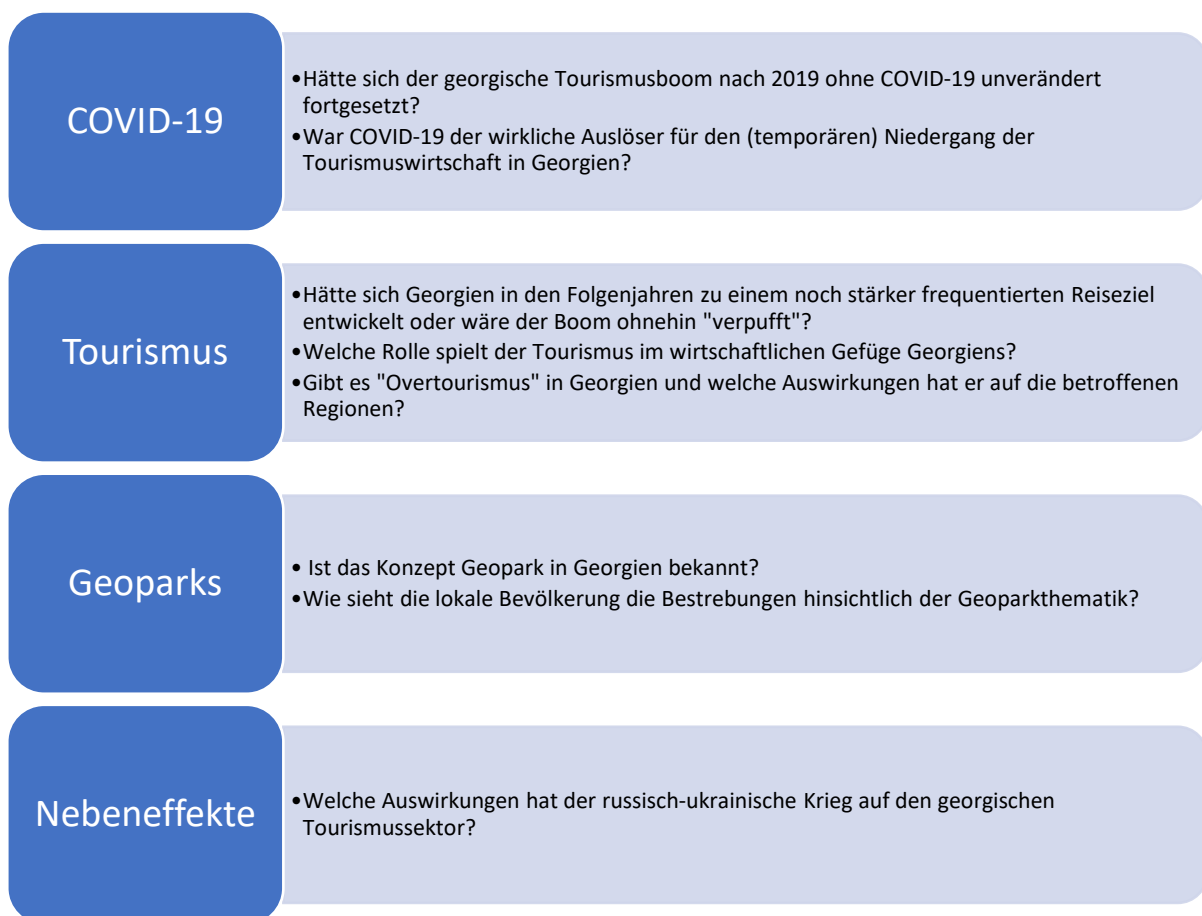 COVID-19
•Hätte sich der georgische Tourismusboom nach 2019 ohne COVID-19 unverändert
fortgesetzt?
•War COVID-19 der wirkliche Auslöser für den (temporären) Niedergang der
Tourismuswirtschaft in Georgien?
Tourismus
•Hätte sich Georgien in den Folgenjahren zu einem noch stärker frequentierten Reiseziel
entwickelt oder wäre der Boom ohnehin "verpufft"?
•Welche Rolle spielt der Tourismus im wirtschaftlichen Gefüge Georgiens?
•Gibt es "Overtourismus" in Georgien und welche Auswirkungen hat er auf die betroffenen
Regionen?
Geoparks
• Ist das Konzept Geopark in Georgien bekannt?
•Wie sieht die lokale Bevölkerung die Bestrebungen hinsichtlich der Geoparkthematik?
Nebeneffekte
•Welche Auswirkungen hat der russisch-ukrainische Krieg auf den georgischen
Tourismussektor?